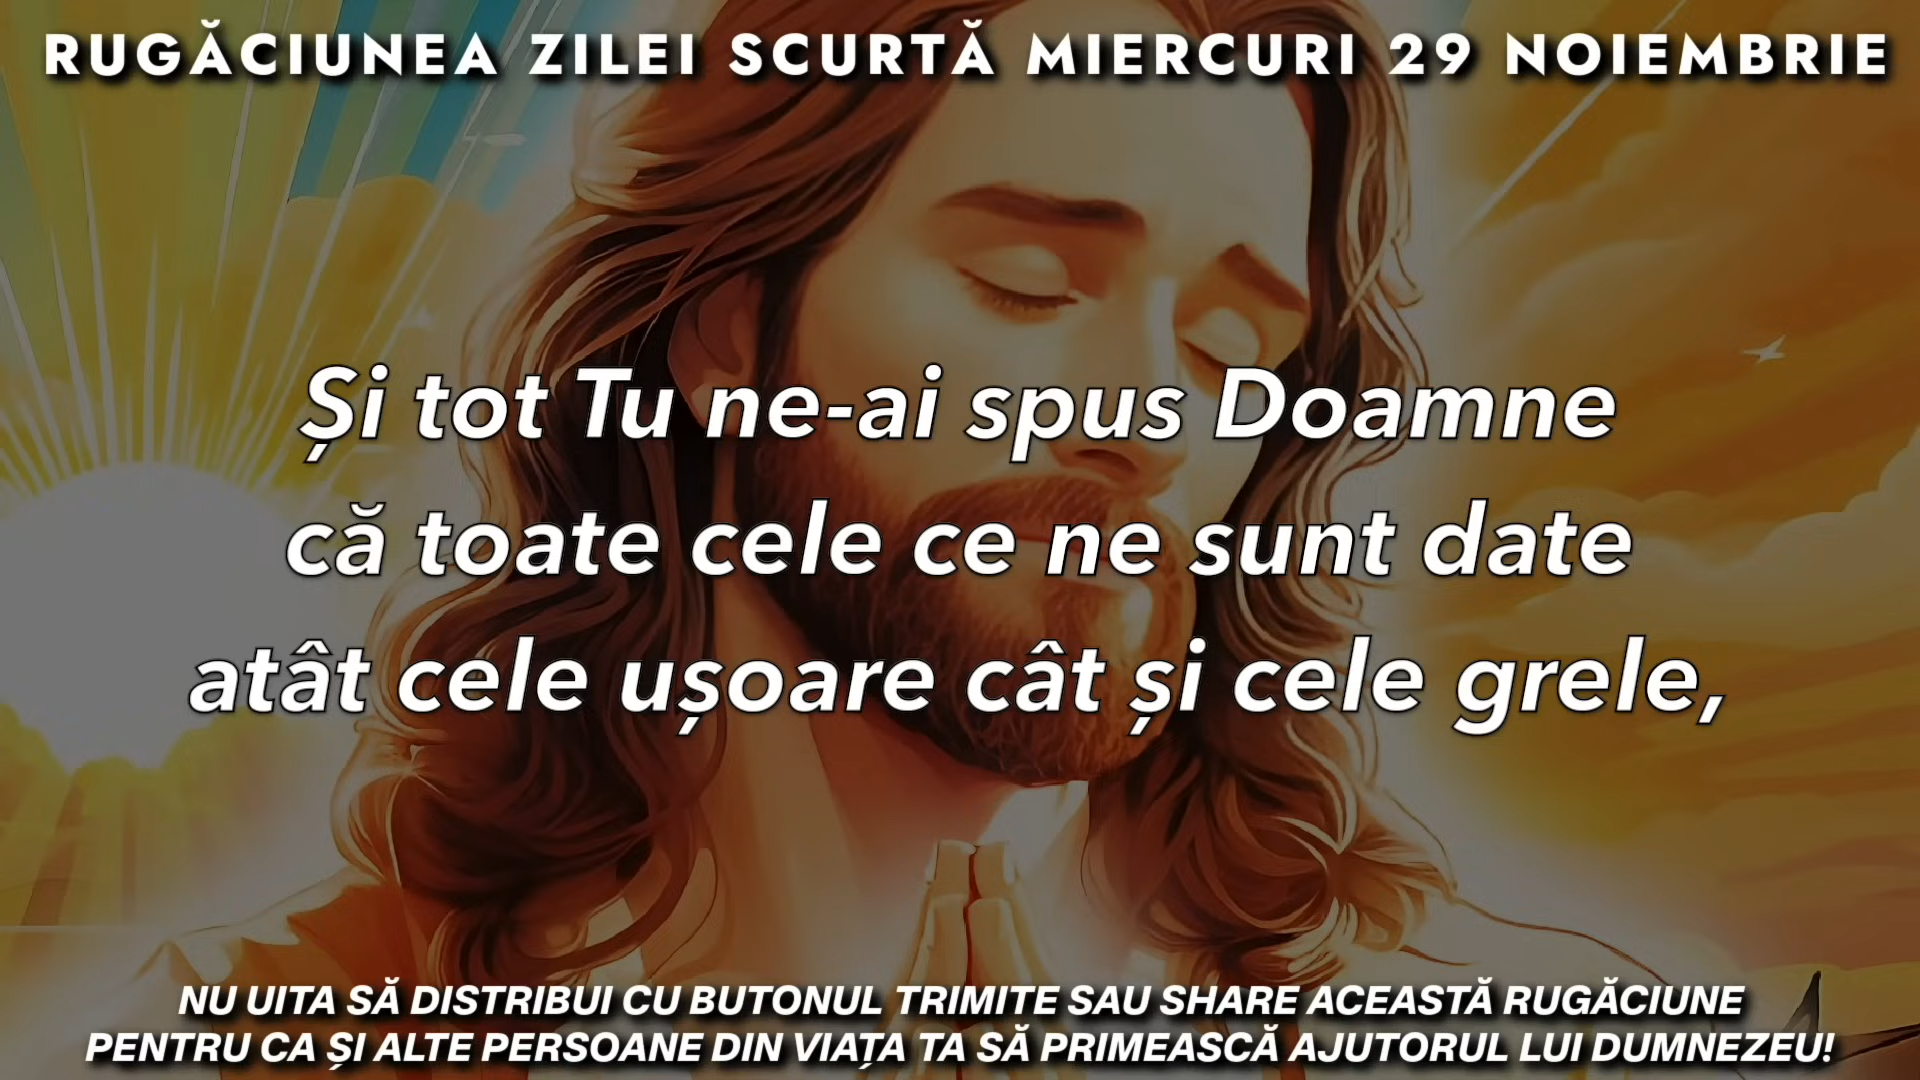 RUGĂCIUNEA ZILEI SCURTĂ MIERCURI 29 NOIEMBRIE
Și tot Tu ne-ai spus Doamne
că toate cele ce ne sunt date
atât cele ușoare cât și cele grele,
NU UITA SĂ DISTRIBUI CU BUTONUL TRIMITE SAU SHARE ACEASTĂ RUGĂCIUNE
PENTRU CA ȘI ALTE PERSOANE DIN VIAȚA TA SĂ PRIMEASCĂ AJUTORUL LUI DUMNEZEU!